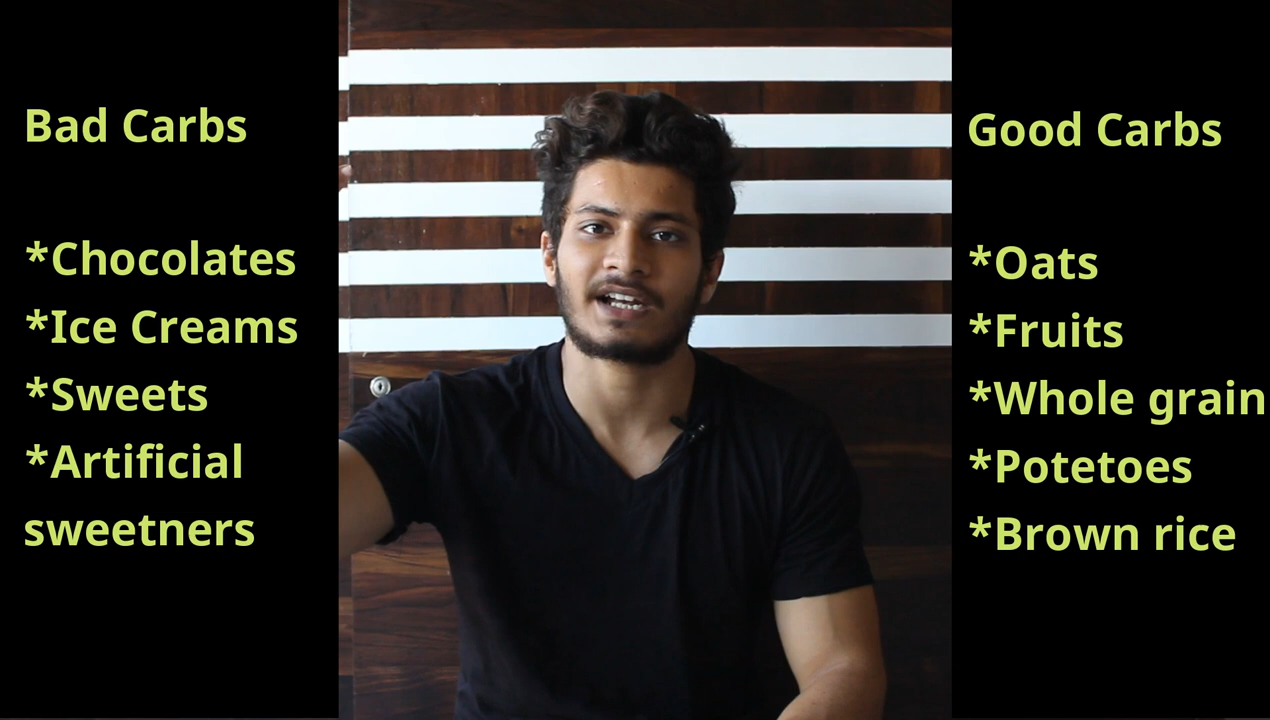 Bad Carbs
*Chocolates
*Ice Creams
*Sweets
*Artificial
sweetners
Good Carbs
*Oats
*Fruits
*Whole grain
*Potetoes
*Brown rice